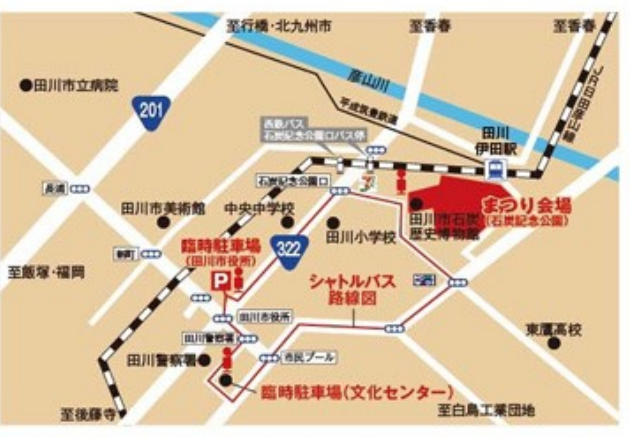 至行橋・北九州市
至香春
至香春
田川市立病院
201
彦山川
平成筑豊鉄道
JR日田彦山線
西鉄バス
石炭記念公園口バス停
田川
伊田駅
石炭記念公園口
田川市美術館
中央中学校
田川小学校
田川市石炭
歴史博物館
まつり会場
(石炭記念公園)
臨時駐車場
(田川市役所)
P
322
至飯塚・福岡
シャトルバス
路線図
田川市役所
東鷹高校
田川警察署
田川警察署
市民プール
臨時駐車場(文化センター)
至後藤寺
至白鳥工業団地